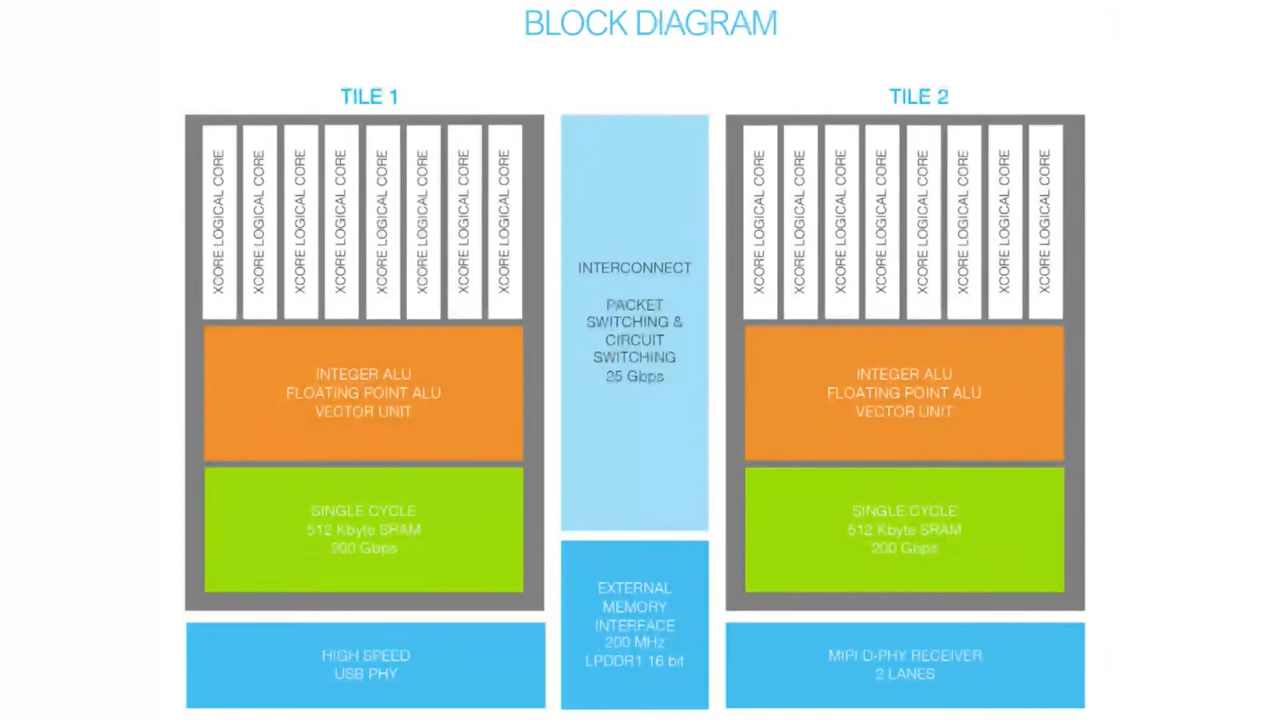 BLOCK DIAGRAM
TILE 1
XCORE LOGICAL CORE
XCORE LOGICAL CORE
XCORE LOGICAL CORE
XCORE LOGICAL CORE
XCORE LOGICAL CORE
XCORE LOGICAL CORE
XCORE LOGICAL CORE
XCORE LOGICAL CORE
INTEGER ALU
FLOATING POINT ALU
VECTOR UNIT
SINGLE CYCLE
512 Kbyte SRAM
Gbps
HIGH SPEED
USB PHY
INTERCONNECT
PACKET
SWITCHING &
CIRCUIT
SWITCHING
25 Gbps
EXTERNAL
MEMORY
INTERFACE
200 MHz
LPDDR1 16 bit
TILE 2
XCORE LOGICAL CORE
XCORE LOGICAL CORE
XCORE LOGICAL CORE
XCORE LOGICAL CORE
XCORE LOGICAL CORE
XCORE LOGICAL CORE
XCORE LOGICAL CORE
XCORE LOGICAL CORE
INTEGER ALU
FLOATING POINT ALU
VECTOR UNIT
SINGLE CYCLE
512 Kbyte SRAM
200 Gbps
MIPI D-PHY RECEIVER
2 LANES